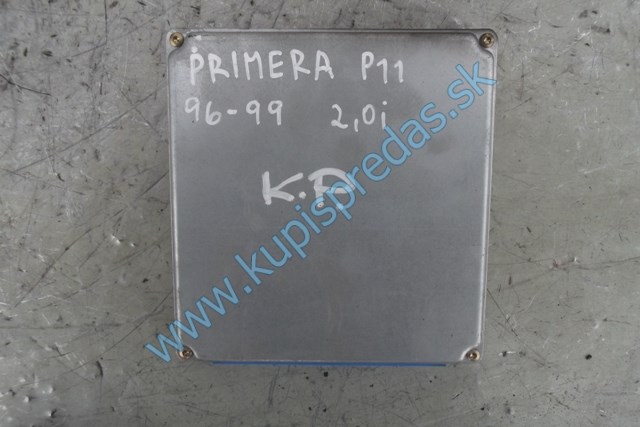 PRIMERA P11
96-99 2,0i
K.A
www.kupispredas.sk